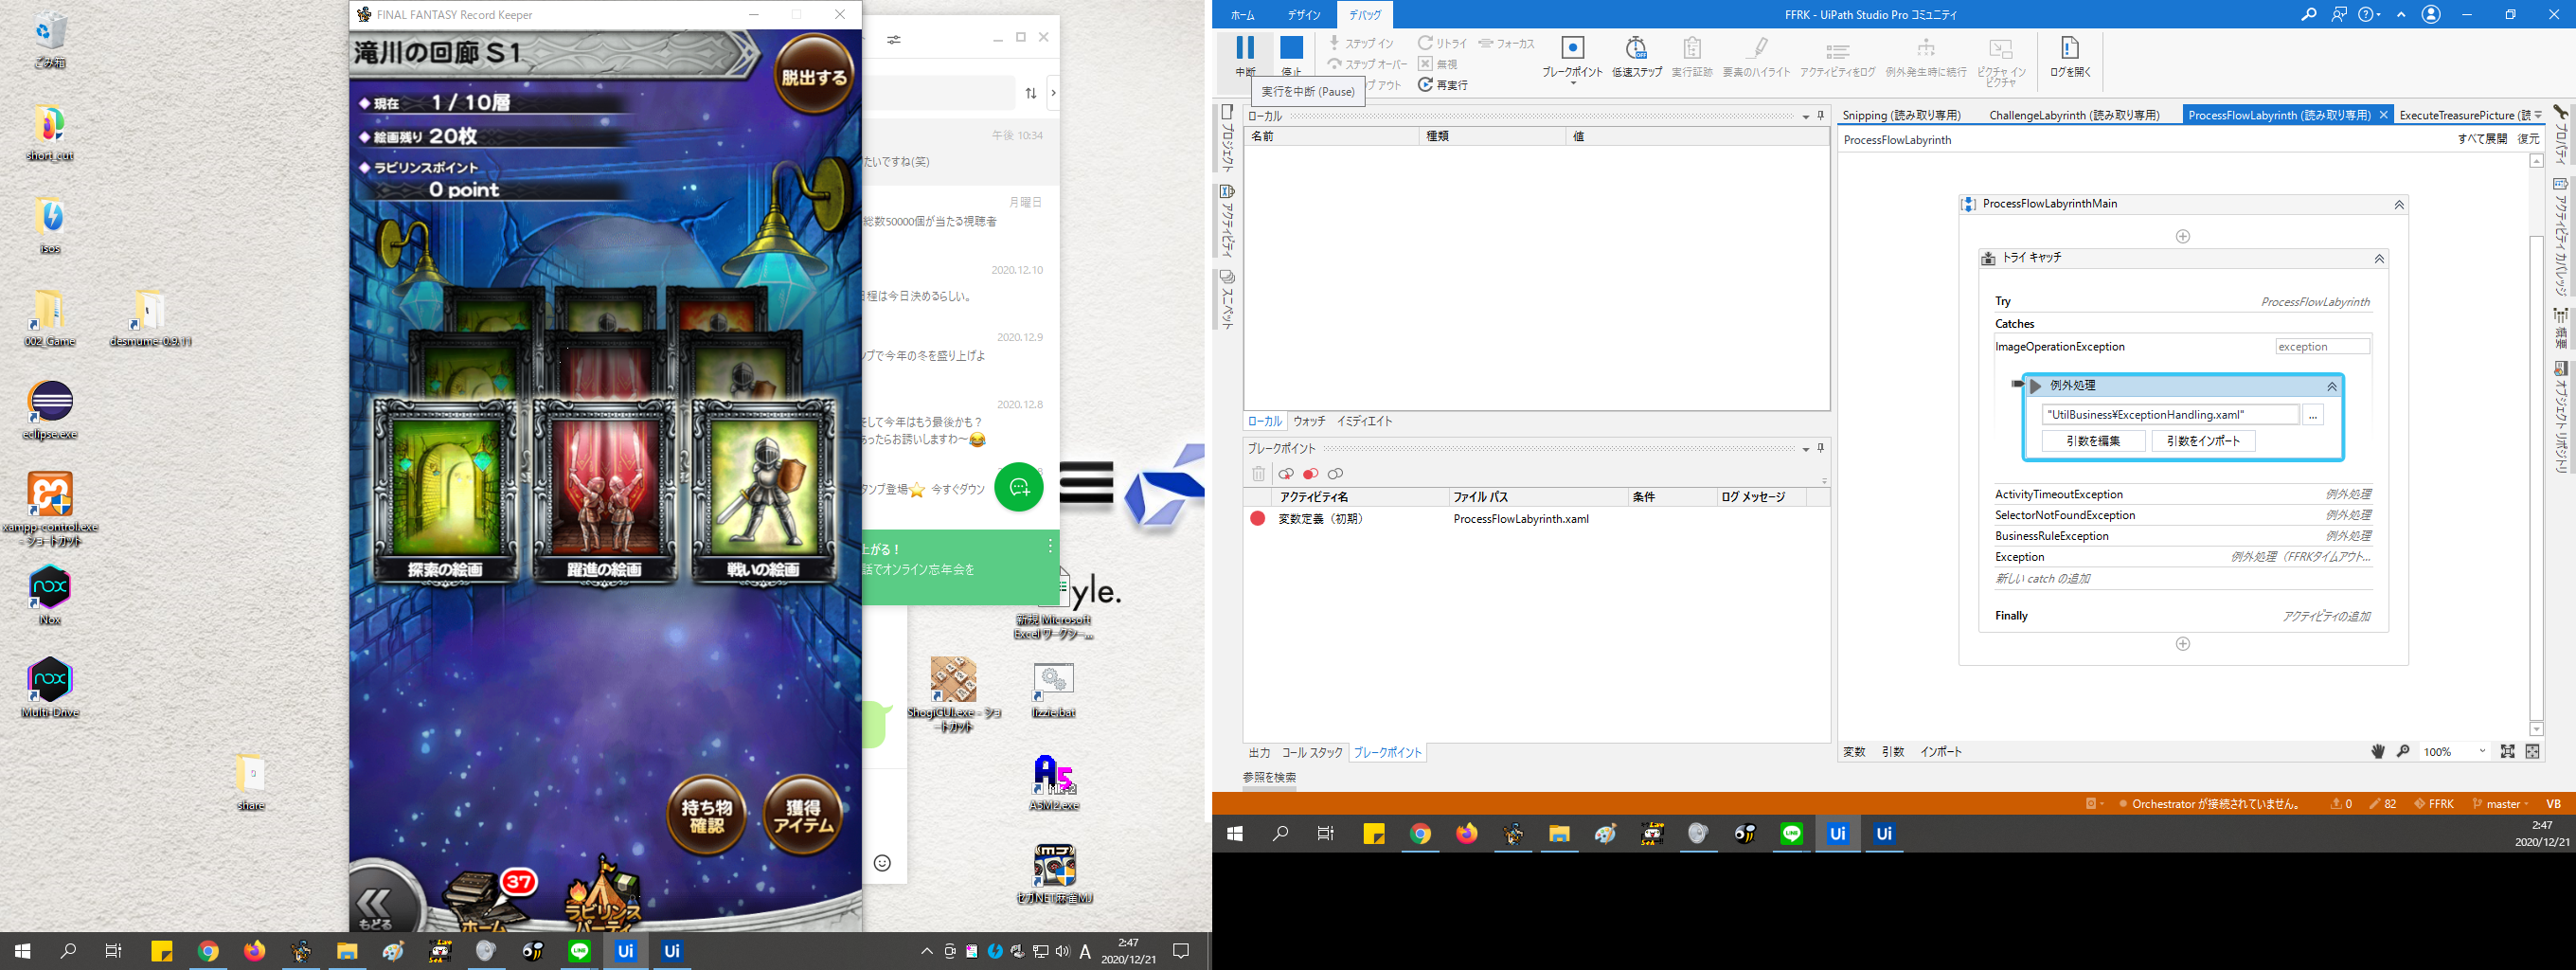 ごみ箱
short_cut
isos
002_Game
desmume-0.9.11
eclipse.exe
xampp-control.exe
- ショートカット
Nox
Multi-Drive
share
FINAL FANTASY Record Keeper
滝川の回廊 S1
脱出する
現在 1 / 10層
絵画残り 20枚
ラビリンスポイント
0 point
探索の絵画
躍進の絵画
戦いの絵画
持ち物
確認
獲得
アイテム
もどる
37
ホーム
ラビリンス
パーティ
午後 10:34
たいですね(笑)
月曜日
総数50000個が当たる視聴者
2020.12.10
程は今日決めるらしい。
2020.12.9
ンプで今年の冬を盛り上げよ
2020.12.8
そして今年はもう最後かも？
あったらお誘いしますわ～😂
タンプ登場⭐ 今すぐダウン
上がる！
話でオンライン忘年会を
yle.
新規 Microsoft
Excel ワークシー...
ShogiGUI.exe - ショ
ートカット
lizzie.bat
ASM2.exe
セガNET麻雀MJ
A
2:47
2020/12/21
ホーム
デザイン
デバッグ
FFRK - UiPath Studio Pro コミュニティ
中断
停止
ステップ イン
ステップ オーバー
プ アウト
リトライ
無視
再実行
フォーカス
ブレークポイント
低速ステップ
実行証跡
要素のハイライト
アクティビティをログ
例外発生時に続行
ピクチャ イン
ピクチャ
ログを開く
実行を中断 (Pause)
プロジェクト
アクティビティ
スニペット
ローカル
名前
種類
値
ローカル
ウォッチ
イミディエイト
ブレークポイント
アクティビティ名
ファイル パス
条件
ログ メッセージ
変数定義（初期）
ProcessFlowLabyrinth.xaml
出力
コール スタック
ブレークポイント
参照を検索
Snipping (読み取り専用)
ChallengeLabyrinth (読み取り専用)
ProcessFlowLabyrinth (読み取り専用)
ExecuteTreasurePicture (読
ProcessFlowLabyrinth
すべて展開
復元
ProcessFlowLabyrinthMain
トライ キャッチ
Try
ProcessFlowLabyrinth
Catches
ImageOperationException
exception
例外処理
"UtilBusiness¥ExceptionHandling.xaml"
...
引数を編集
引数をインポート
ActivityTimeoutException
例外処理
SelectorNotFoundException
例外処理
BusinessRuleException
例外処理
Exception
例外処理（FFRKタイムアウト...
新しい catch の追加
Finally
アクティビティの追加
変数
引数
インポート
100%
プロパティ
アクティビティ カバレッジ
概要
オブジェクト リポジトリ
Orchestrator が接続されていません。
0
82
FFRK
master
VB
2:47
2020/12/21